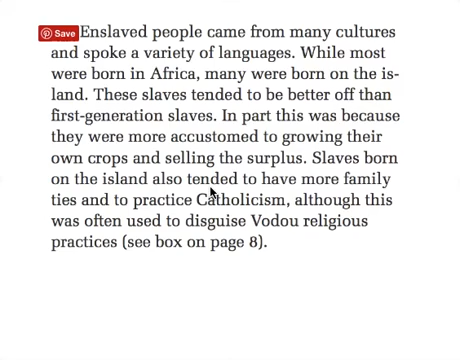 Save Enslaved people came from many cultures
and spoke a variety of languages. While most
were born in Africa, many were born on the is-
land. These slaves tended to be better off than
first-generation slaves. In part this was because
they were more accustomed to growing their
own crops and selling the surplus. Slaves born
on the island also tended to have more family
ties and to practice Catholicism, although this
was often used to disguise Vodou religious
practices (see box on page 8).